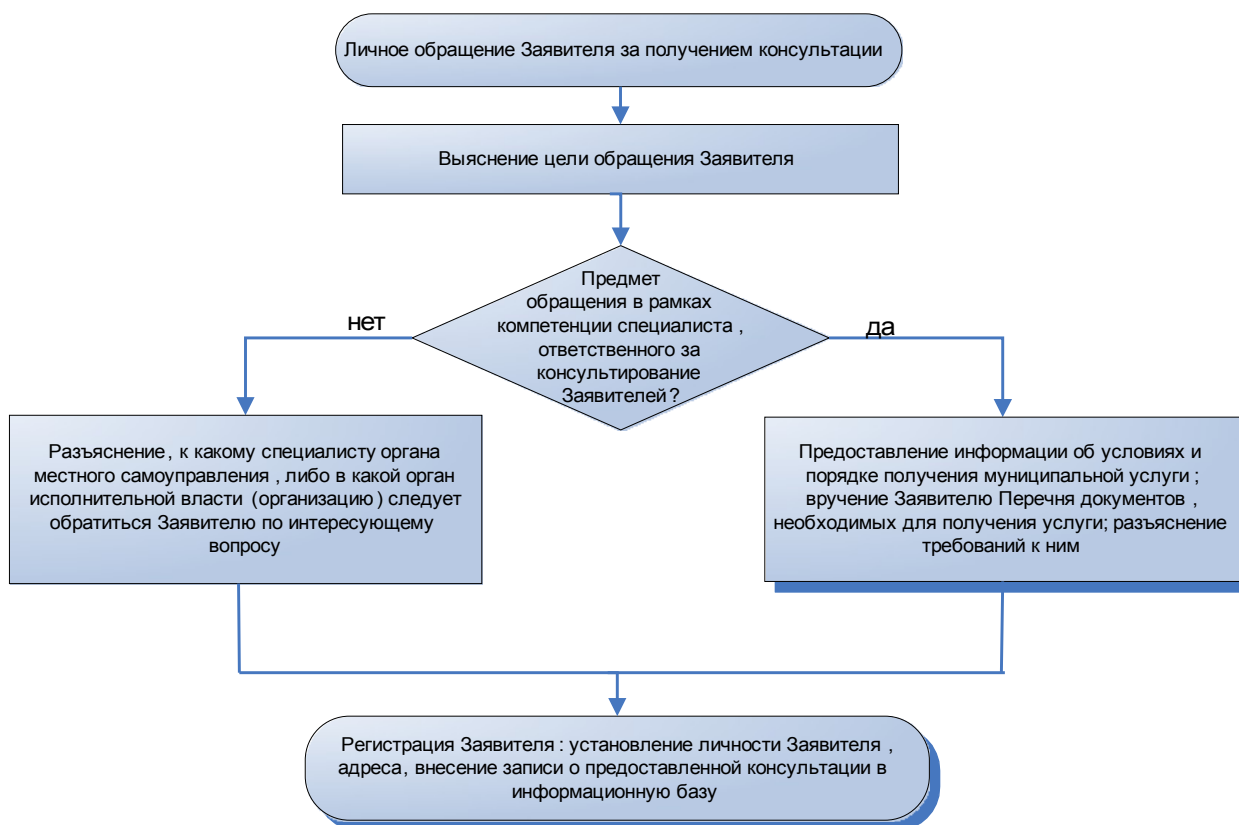 Личное обращение Заявителя за получением консультации
Выяснение цели обращения Заявителя
Предмет
обращения в рамках
компетенции специалиста ,
ответственного за
консультирование
Заявителей ?
нет
да
Разъяснение , к какому специалисту органа
местного самоуправления , либо в какой орган
исполнительной власти (организацию ) следует
обратиться Заявителю по интересующему
вопросу
Предоставление информации об условиях и
порядке получения муниципальной услуги ;
вручение Заявителю Перечня документов ,
необходимых для получения услуги; разъяснение
требований к ним
Регистрация Заявителя : установление личности Заявителя ,
адреса, внесение записи о предоставленной консультации в
информационную базу